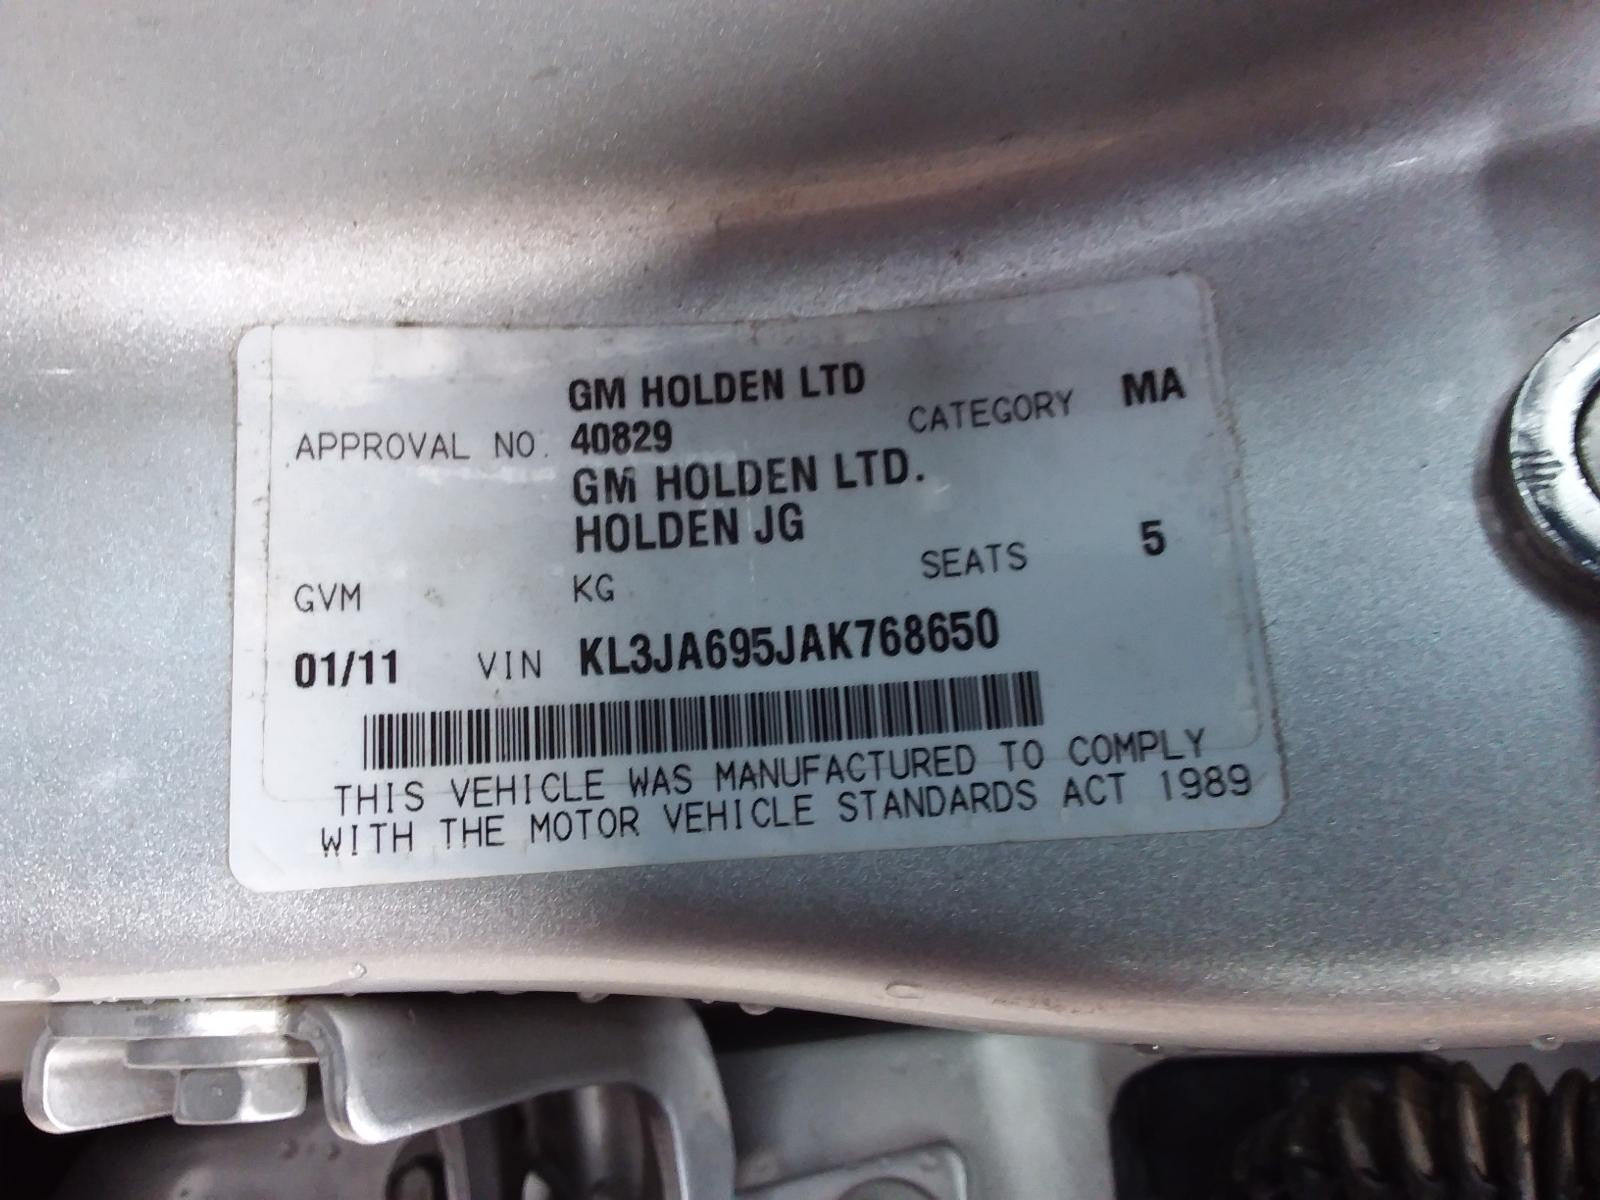 GM HOLDEN LTD
APPROVAL NO. 40829 CATEGORY MA
GM HOLDEN LTD.
HOLDEN JG
GVM KG SEATS 5
01/11 VIN KL3JA695JAK768650
THIS VEHICLE WAS MANUFACTURED TO COMPLY
WITH THE MOTOR VEHICLE STANDARDS ACT 1989